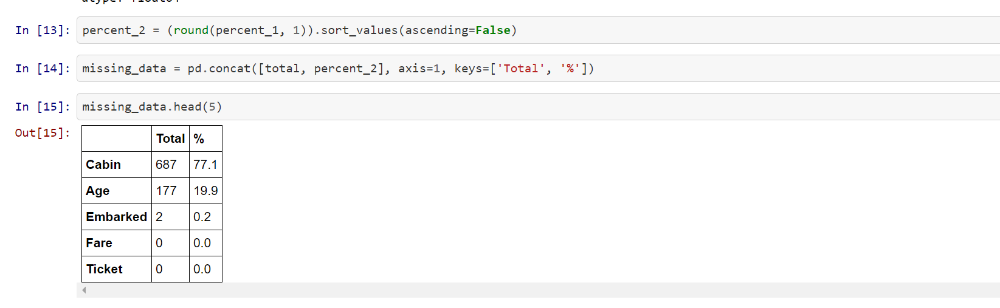 dtype: float64
In [13]: percent_2 = (round(percent_1, 1)).sort_values(ascending=False)
In [14]: missing_data = pd.concat([total, percent_2], axis=1, keys=['Total', '%'])
In [15]: missing_data.head(5)
Out[15]:
Total %
Cabin 687 77.1
Age 177 19.9
Embarked 2 0.2
Fare 0 0.0
Ticket 0 0.0